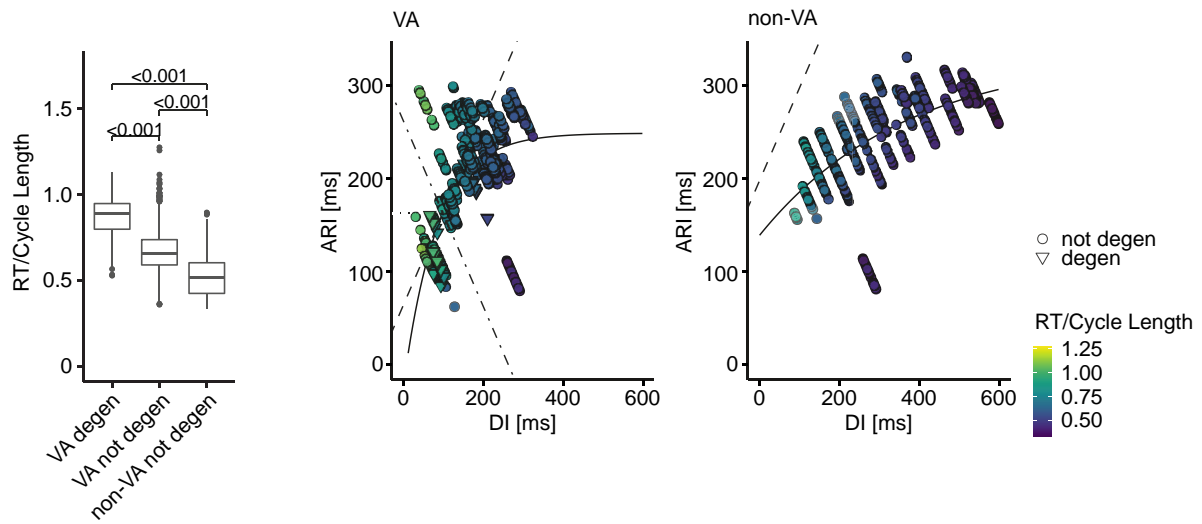 RT/Cycle Length
1.5
1.0
0.5
0
<0.001
<0.001
<0.001
VA degen
VA not degen
non-VA not degen
VA
ARI [ms]
300
200
100
0
0
200
400
600
DI [ms]
non-VA
ARI [ms]
300
200
100
0
0
200
400
600
DI [ms]
not degen
degen
RT/Cycle Length
1.25
1.00
0.75
0.50